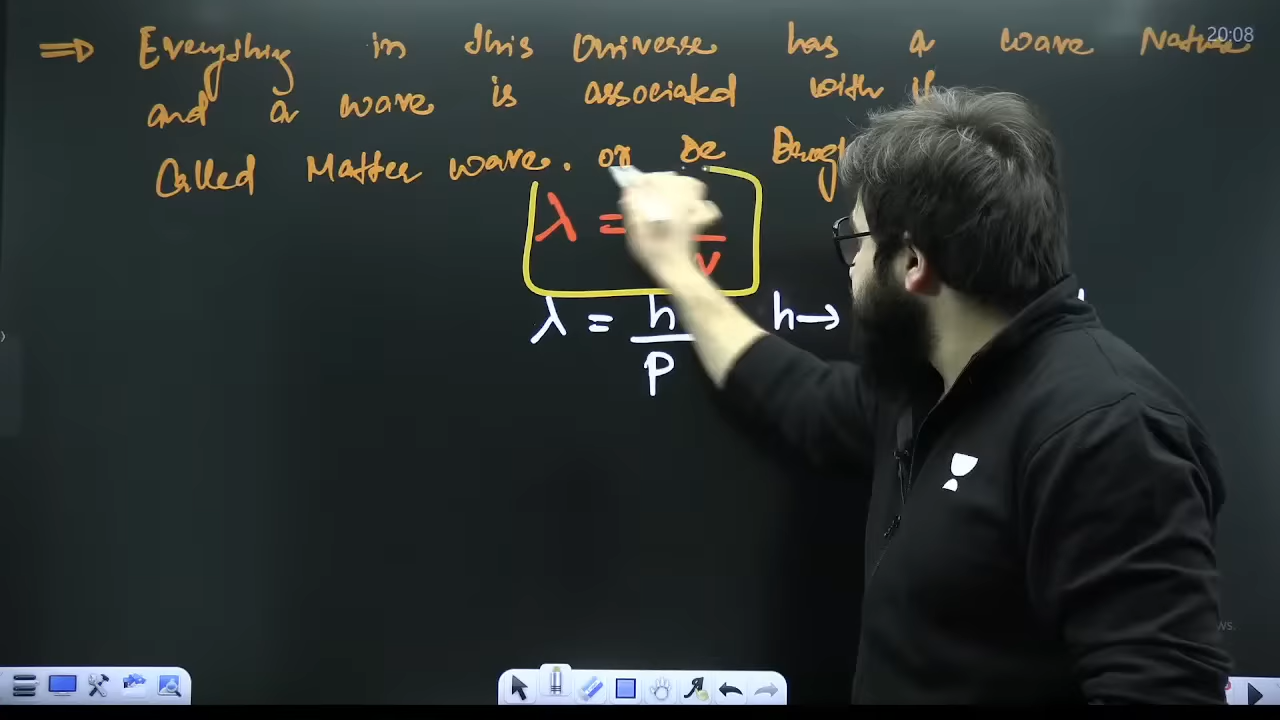 ⇒ Everything in this Universe has a wave Nature
20:08
and a wave is associated with
Called Matter wave. or De
λ =
v
λ = h/P h→
ws.